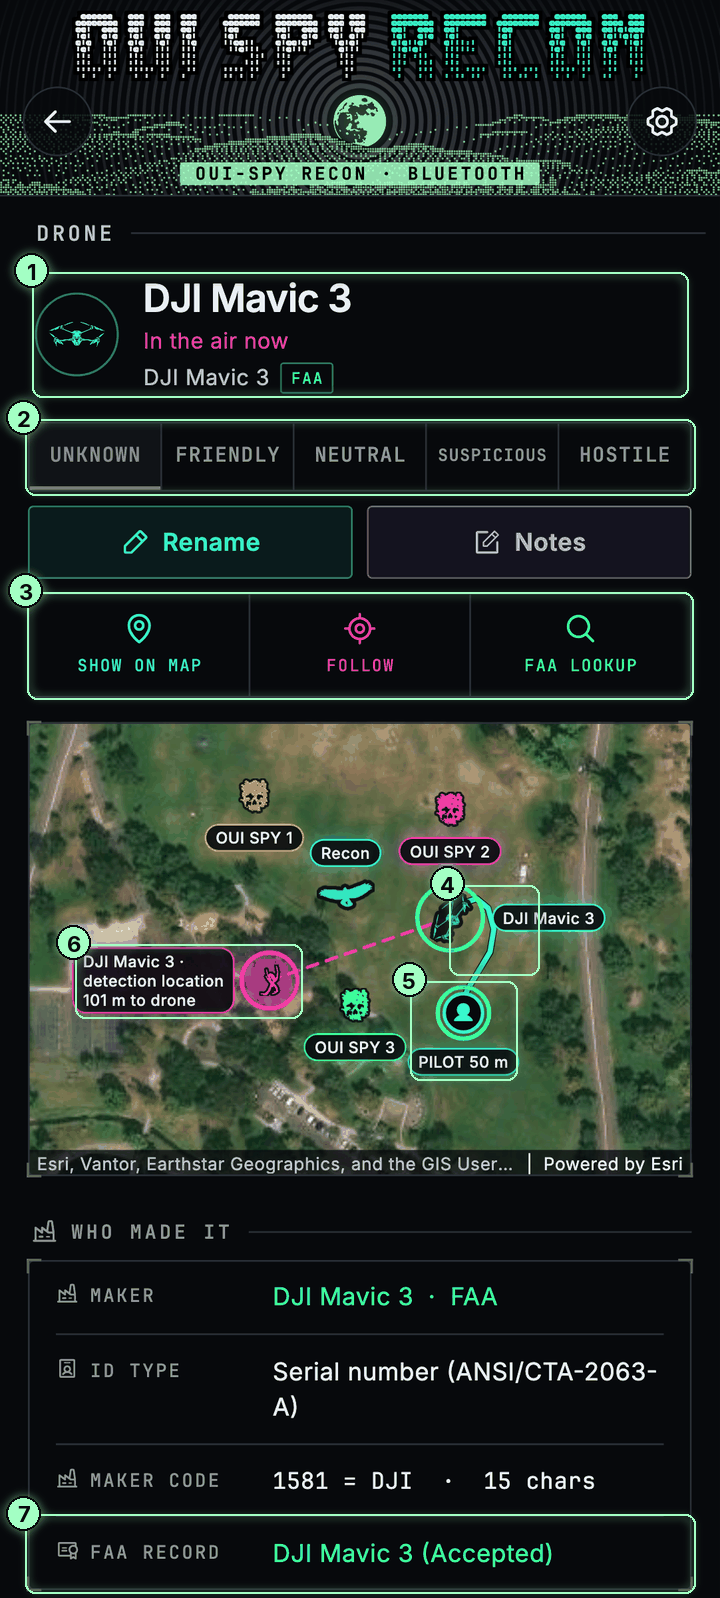 OUI SPY RECON
OUI-SPY RECON · BLUETOOTH
DRONE
1
DJI Mavic 3
In the air now
DJI Mavic 3 FAA
2
UNKNOWN FRIENDLY NEUTRAL SUSPICIOUS HOSTILE
Rename Notes
3
SHOW ON MAP FOLLOW FAA LOOKUP
OUI SPY 1
Recon
OUI SPY 2
4
DJI Mavic 3
6
DJI Mavic 3 ·
detection location
101 m to drone
5
OUI SPY 3
PILOT 50 m
Esri, Vantor, Earthstar Geographics, and the GIS User... | Powered by Esri
WHO MADE IT
MAKER DJI Mavic 3 · FAA
ID TYPE Serial number (ANSI/CTA-2063-
A)
MAKER CODE 1581 = DJI · 15 chars
7
FAA RECORD DJI Mavic 3 (Accepted)